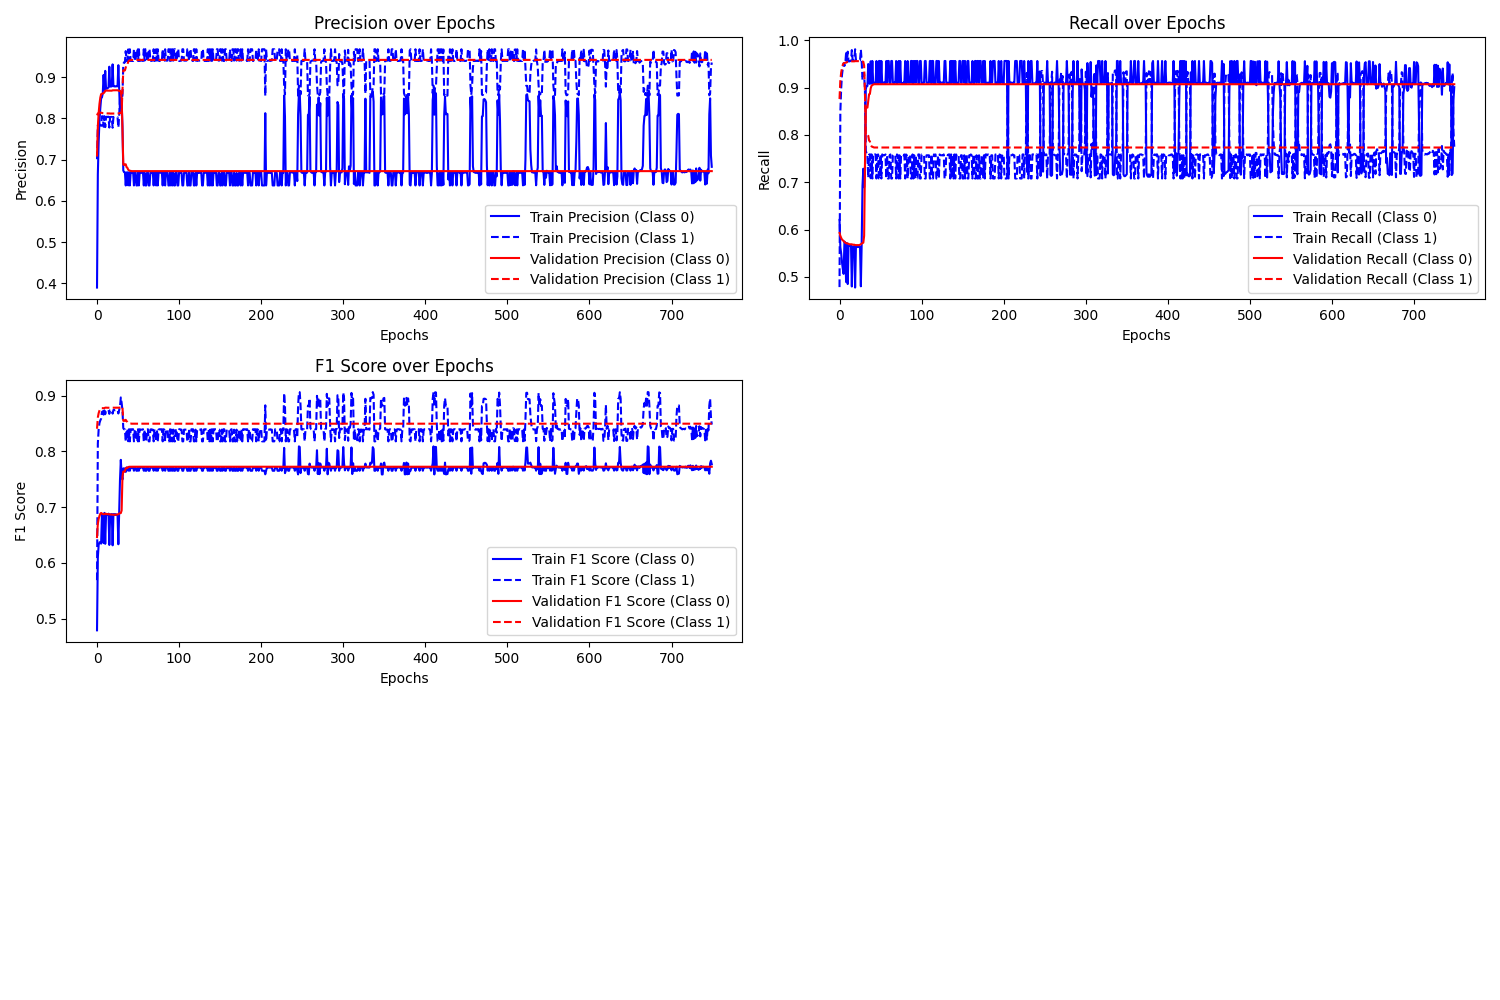 Precision over Epochs
Precision
0.9
0.8
0.7
0.6
0.5
0.4
0 100 200 300 400 500 600 700
Epochs
Train Precision (Class 0)
Train Precision (Class 1)
Validation Precision (Class 0)
Validation Precision (Class 1)
Recall over Epochs
Recall
1.0
0.9
0.8
0.7
0.6
0.5
0 100 200 300 400 500 600 700
Epochs
Train Recall (Class 0)
Train Recall (Class 1)
Validation Recall (Class 0)
Validation Recall (Class 1)
F1 Score over Epochs
F1 Score
0.9
0.8
0.7
0.6
0.5
0 100 200 300 400 500 600 700
Epochs
Train F1 Score (Class 0)
Train F1 Score (Class 1)
Validation F1 Score (Class 0)
Validation F1 Score (Class 1)